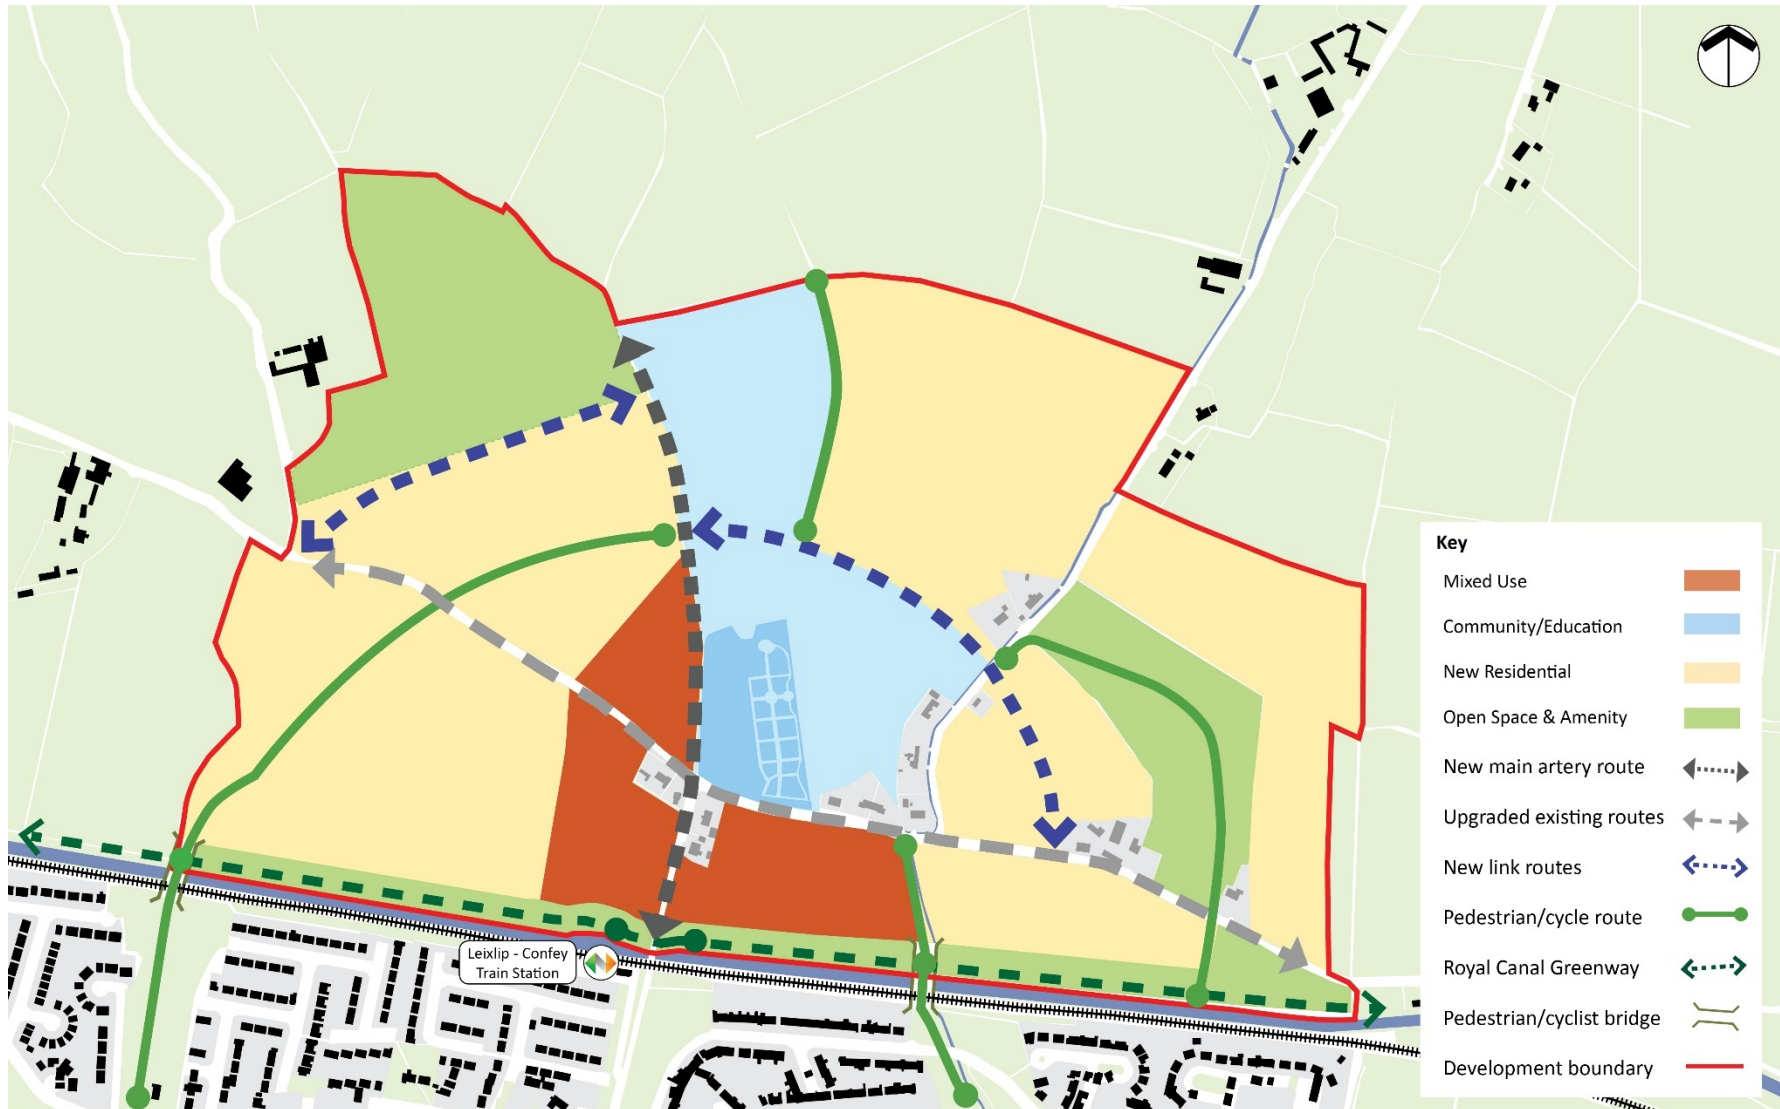 Leixlip - Confey
Train Station
Key
Mixed Use
Community/Education
New Residential
Open Space & Amenity
New main artery route
Upgraded existing routes
New link routes
Pedestrian/cycle route
Royal Canal Greenway
Pedestrian/cyclist bridge
Development boundary